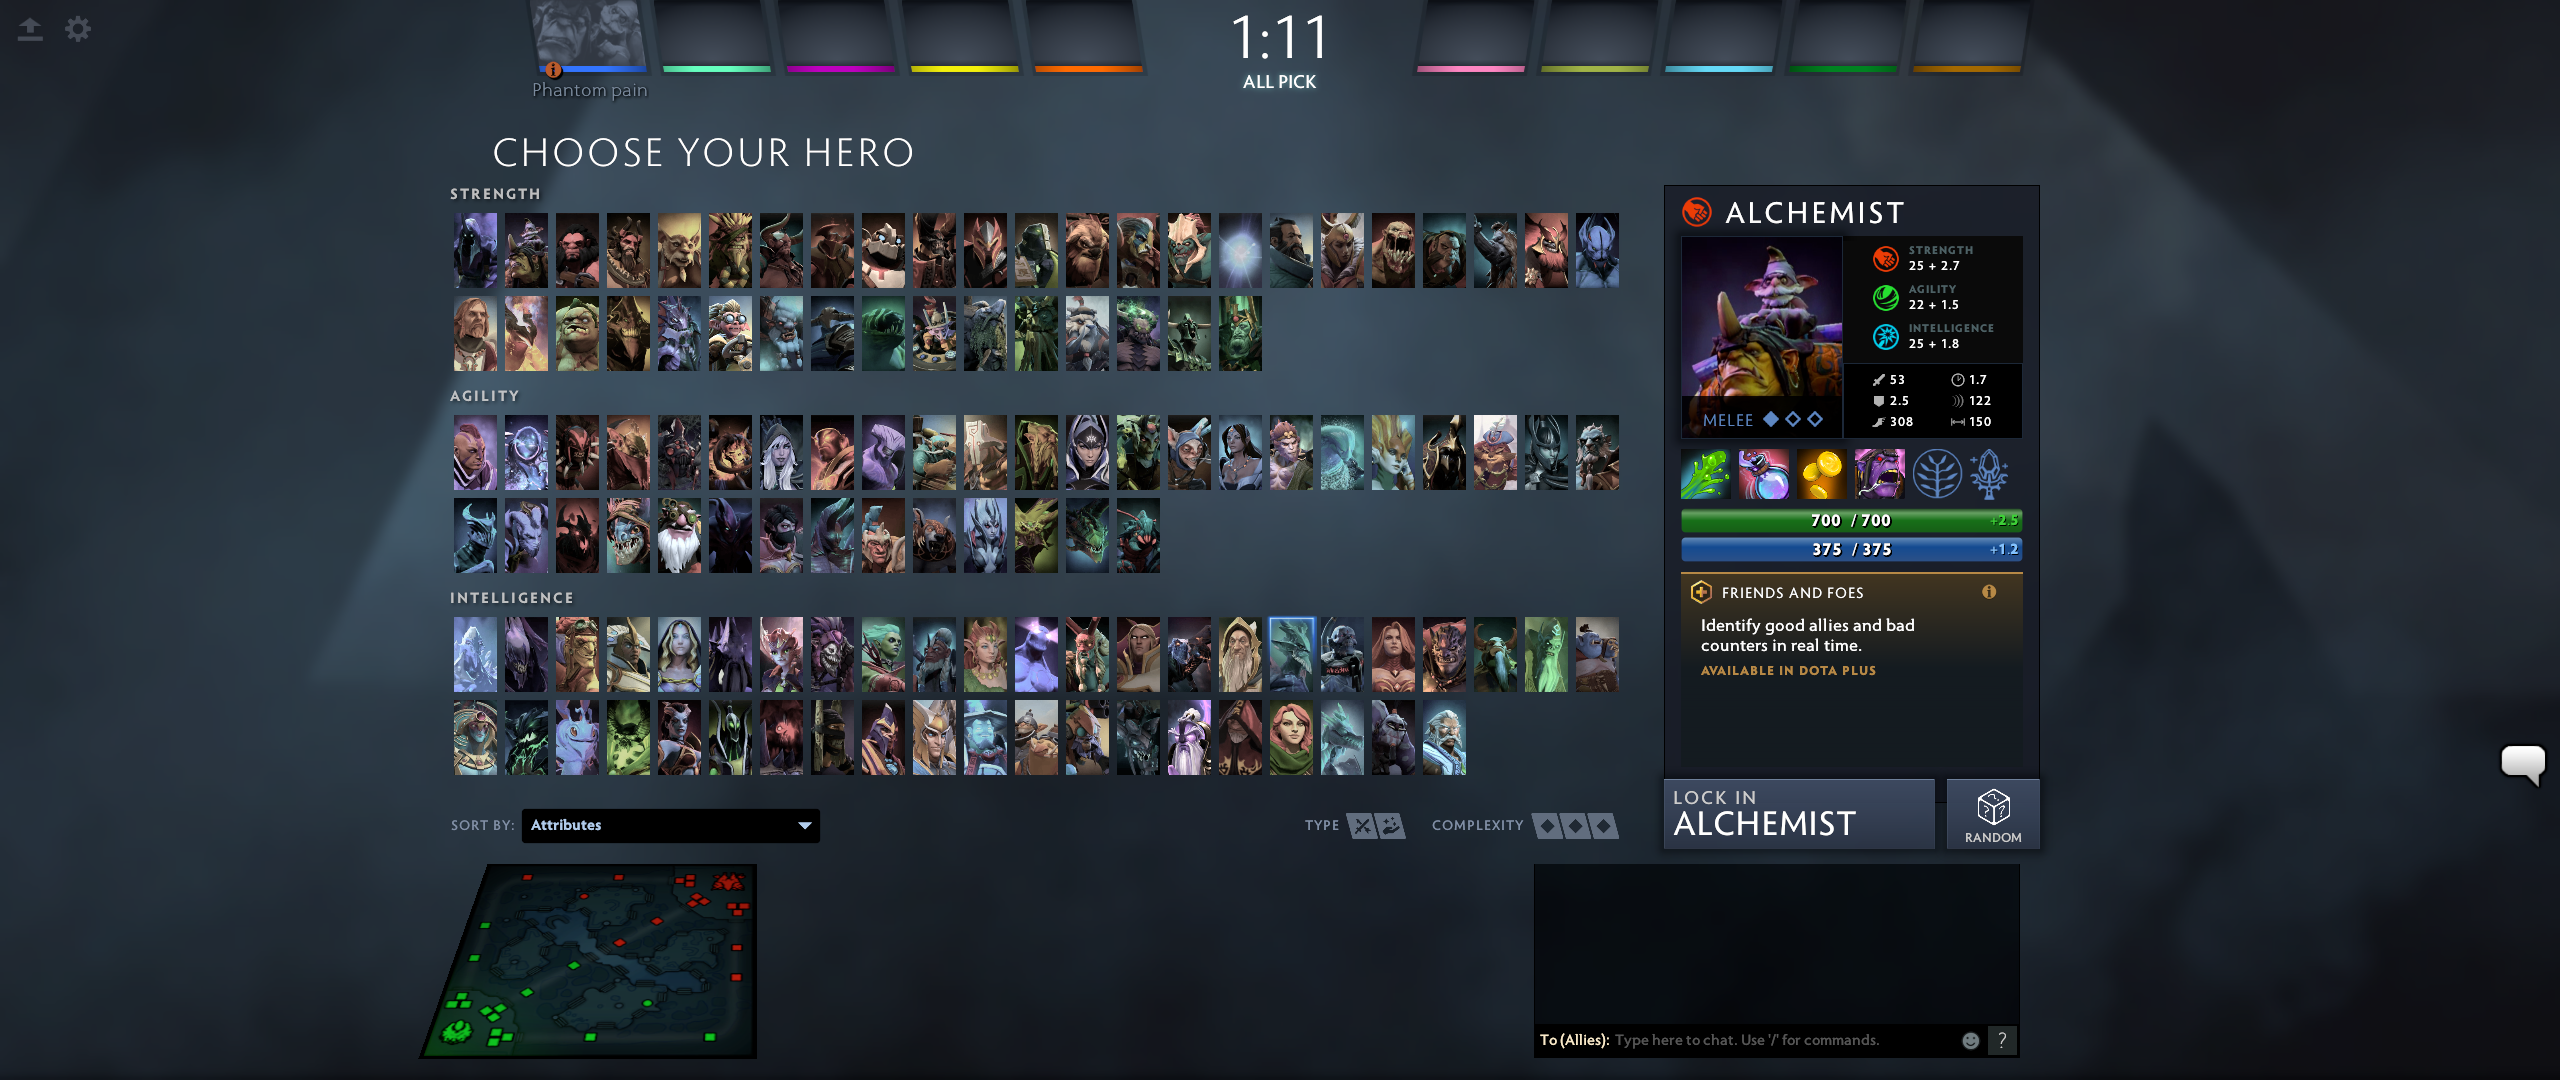 1:11
ALL PICK
Phantom pain
CHOOSE YOUR HERO
STRENGTH
AGILITY
INTELLIGENCE
SORT BY: Attributes
TYPE
COMPLEXITY
ALCHEMIST
STRENGTH
25 + 2.7
AGILITY
22 + 1.5
INTELLIGENCE
25 + 1.8
MELEE
53 1.7
2.5 122
308 150
700 / 700 +2.5
375 / 375 +1.2
FRIENDS AND FOES
Identify good allies and bad
counters in real time.
AVAILABLE IN DOTA PLUS
LOCK IN
ALCHEMIST
RANDOM
To (Allies): Type here to chat. Use '/' for commands.
?